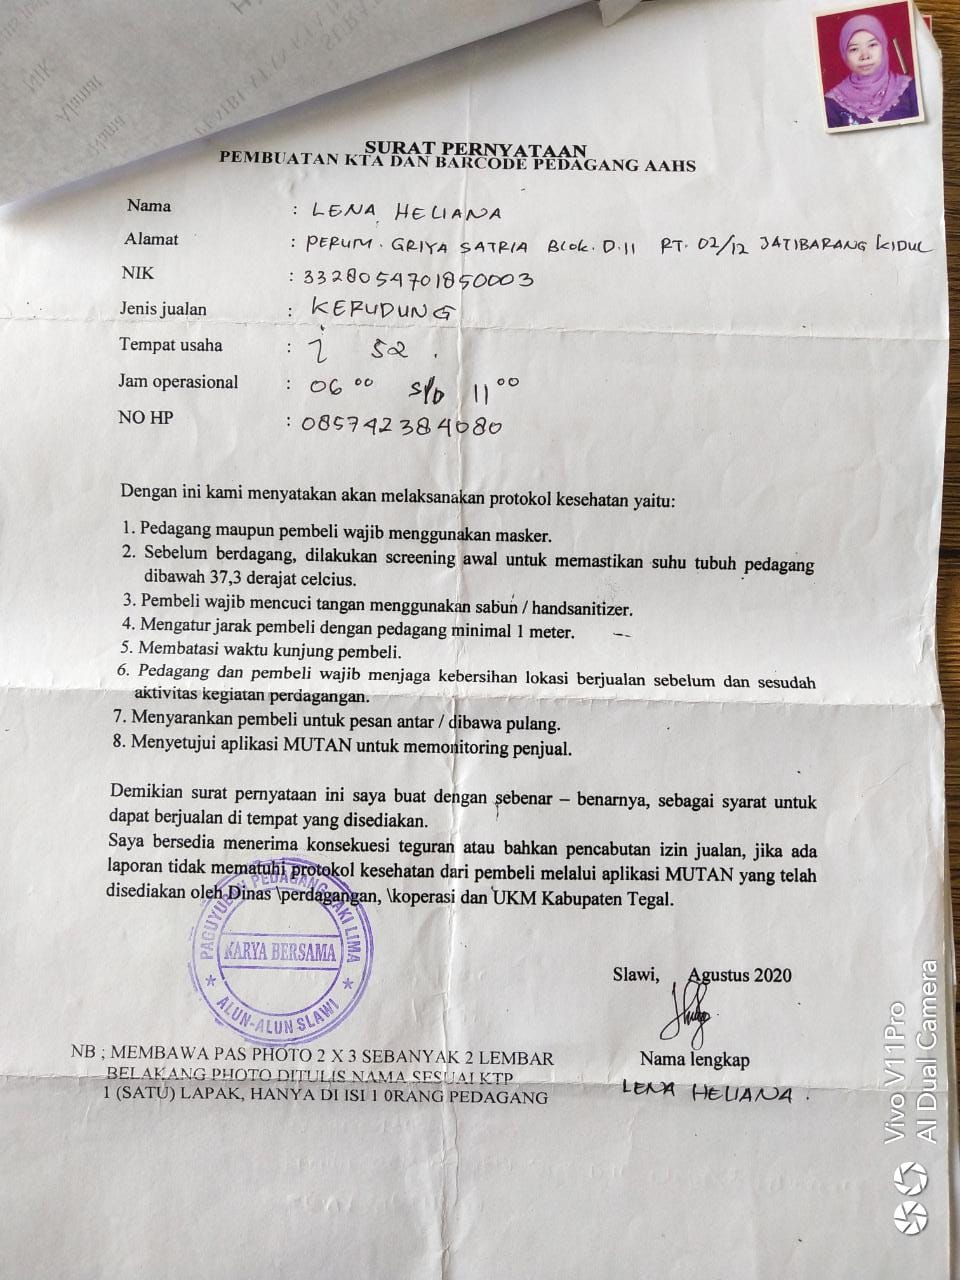 SURAT PERNYATAAN
PEMBUATAN KTA DAN BARCODE PEDAGANG AAHS
Nama : LENA HELIANA
Alamat : PERUM. GRIYA SATRIA Blok. D.11 RT. 02/12 JATIBARANG KIDUL
NIK : 3328054701850003
Jenis jualan : KERUDUNG
Tempat usaha : 52.
Jam operasional : 06 00 s/D 11 00
NO HP : 085742384080
Dengan ini kami menyatakan akan melaksanakan protokol kesehatan yaitu:
1. Pedagang maupun pembeli wajib menggunakan masker.
2. Sebelum berdagang, dilakukan screening awal untuk memastikan suhu tubuh pedagang
dibawah 37,3 derajat celcius.
3. Pembeli wajib mencuci tangan menggunakan sabun / handsanitizer.
4. Mengatur jarak pembeli dengan pedagang minimal 1 meter.
5. Membatasi waktu kunjung pembeli.
6. Pedagang dan pembeli wajib menjaga kebersihan lokasi berjualan sebelum dan sesudah
aktivitas kegiatan perdagangan.
7. Menyarankan pembeli untuk pesan antar / dibawa pulang.
8. Menyetujui aplikasi MUTAN untuk memonitoring penjual.
Demikian surat pernyataan ini saya buat dengan sebenar – benarnya, sebagai syarat untuk
dapat berjualan di tempat yang disediakan.
Saya bersedia menerima konsekuesi teguran atau bahkan pencabutan izin jualan, jika ada
laporan tidak mematuhi protokol kesehatan dari pembeli melalui aplikasi MUTAN yang telah
disediakan oleh Dinas \perdagangan, \koperasi dan UKM Kabupaten Tegal.
PAGUYUBAN PEDAGANG KAKI LIMA
KARYA BERSAMA
ALUN-ALUN SLAWI
Slawi, Agustus 2020
Nama lengkap
LENA HELIANA.
NB ; MEMBAWA PAS PHOTO 2 X 3 SEBANYAK 2 LEMBAR
BELAKANG PHOTO DITULIS NAMA SESUAI KTP
1 (SATU) LAPAK, HANYA DI ISI 1 0RANG PEDAGANG
Vivo V11Pro
AI Dual Camera